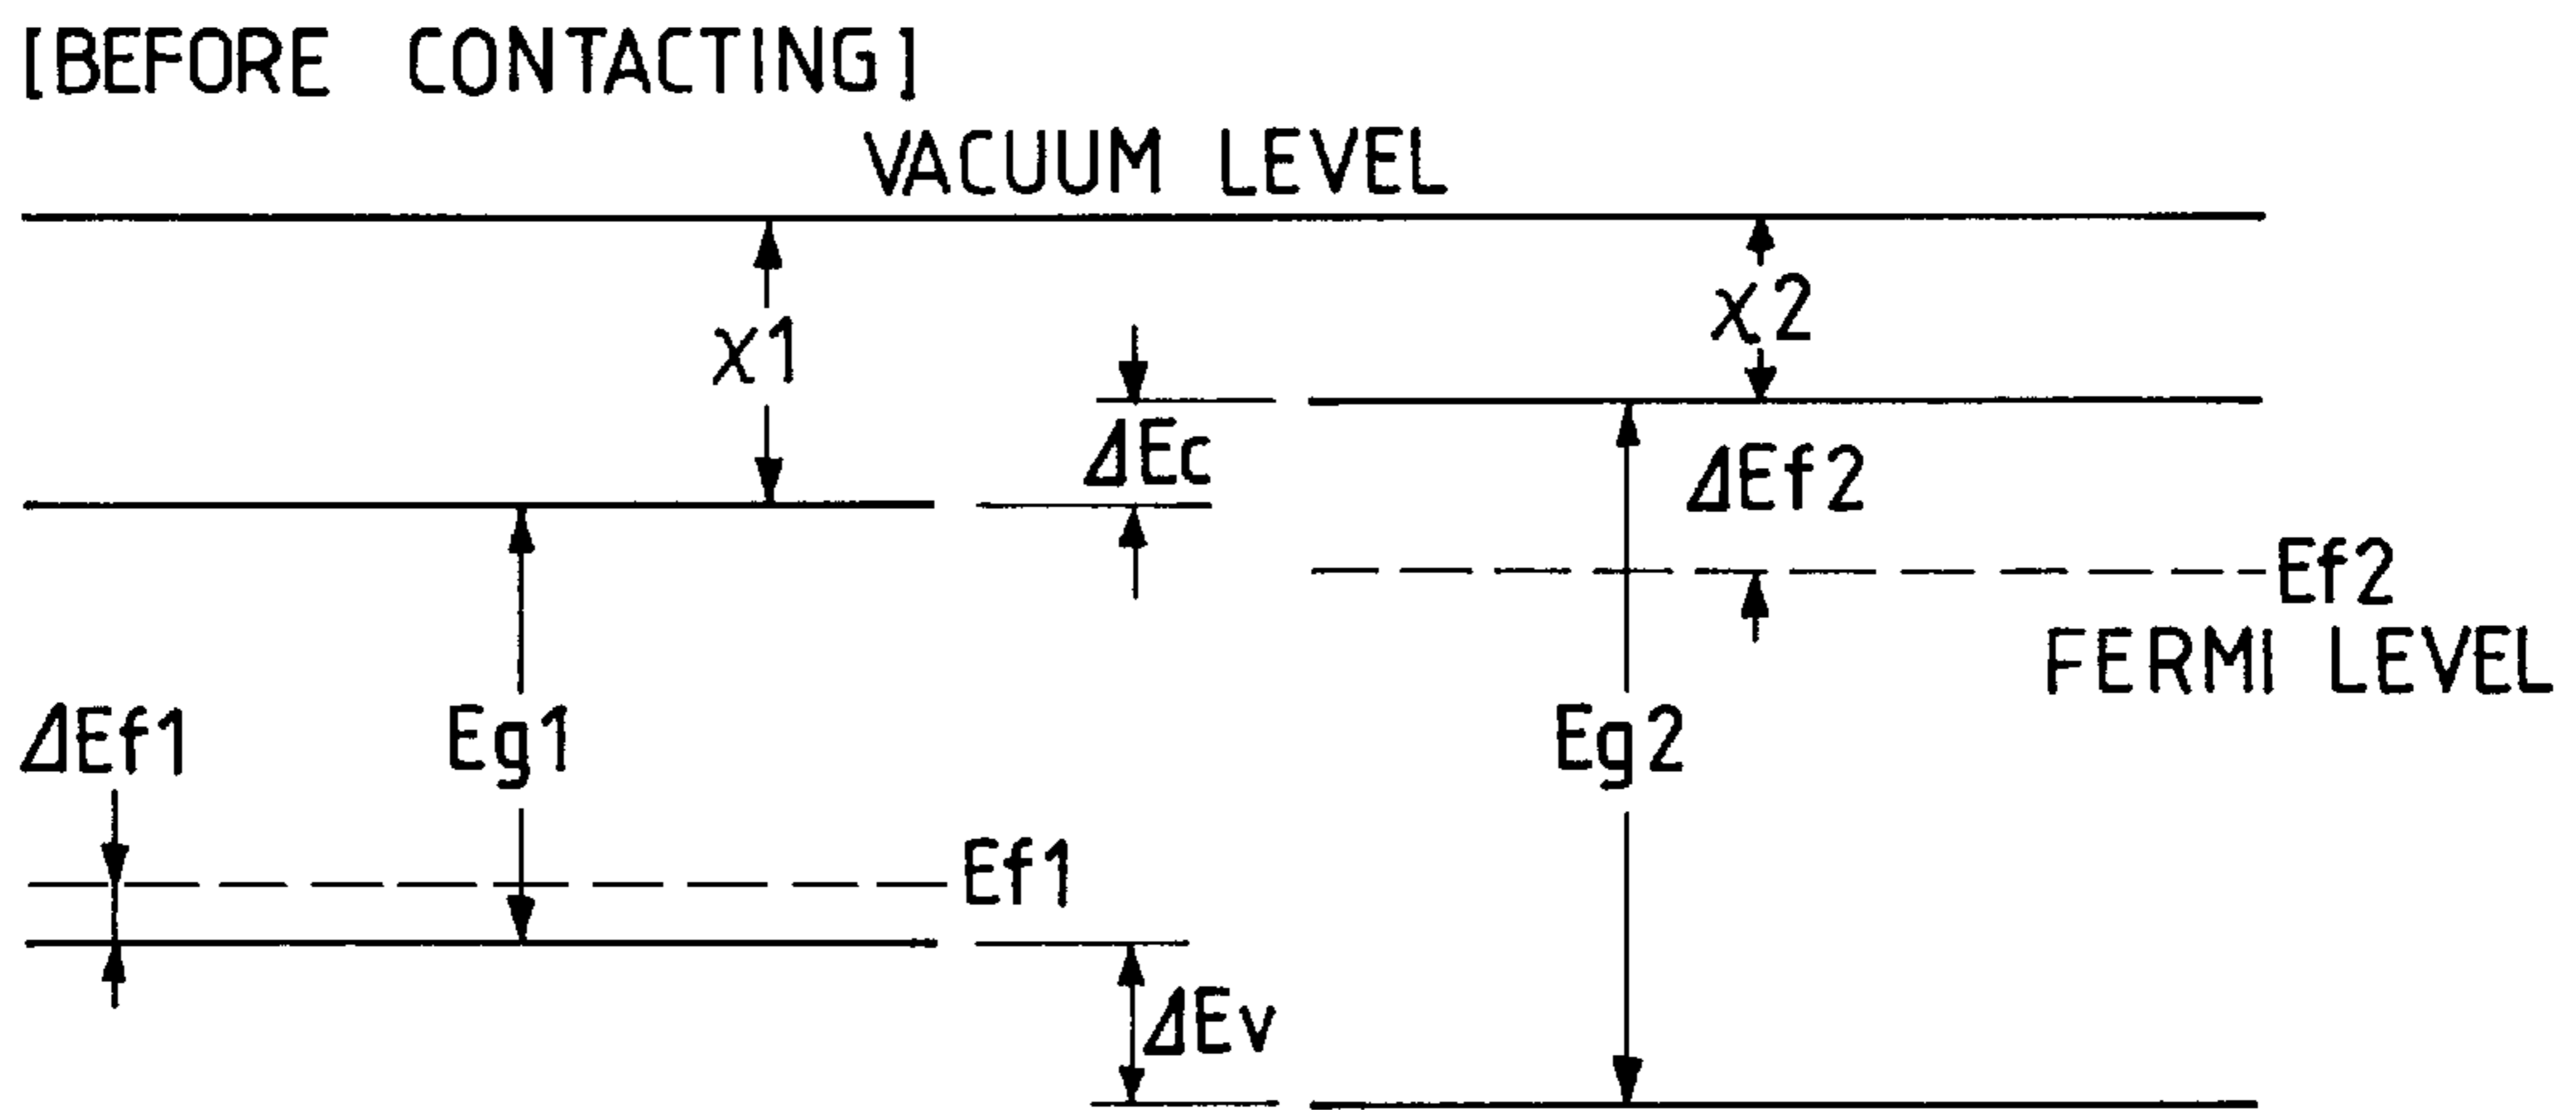 [BEFORE CONTACTING]
VACUUM LEVEL
χ1
χ2
ΔEc
ΔEf2
Ef2
FERMI LEVEL
ΔEf1
Eg1
Eg2
Ef1
ΔEv